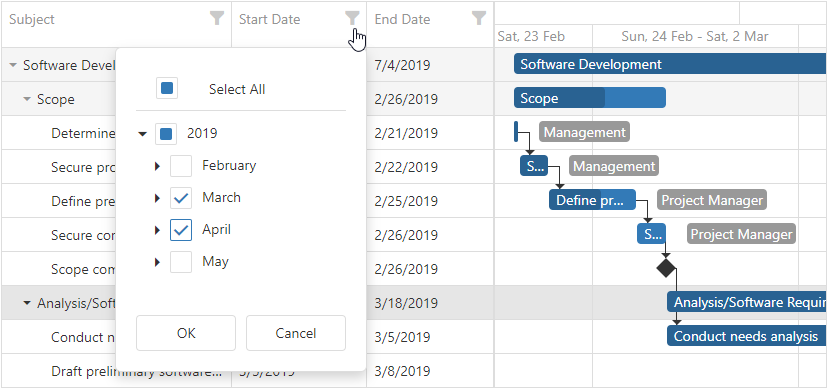 Subject Start Date End Date
Sat, 23 Feb Sun, 24 Feb - Sat, 2 Mar
Software Devel 7/4/2019 Software Development
Select All
Scope 2/26/2019 Scope
Determine 2/21/2019 Management
2019
Secure pro 2/22/2019 S... Management
February
Define pre 2/25/2019 Define pr... Project Manager
March
Secure cor 2/26/2019 S... Project Manager
April
Scope com 2/26/2019
May
Analysis/Soft 3/18/2019 Analysis/Software Requir
Conduct n 3/5/2019 Conduct needs analysis
OK Cancel
Draft preliminary software... 3/8/2019